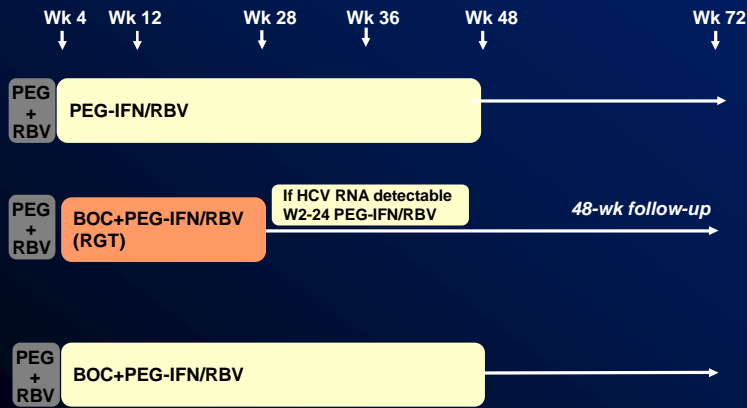 Wk 4 Wk 12 Wk 28 Wk 36 Wk 48 Wk 72
PEG
+
RBV
PEG-IFN/RBV
PEG
+
RBV
BOC+PEG-IFN/RBV
(RGT)
If HCV RNA detectable
W2-24 PEG-IFN/RBV
48-wk follow-up
PEG
+
RBV
BOC+PEG-IFN/RBV